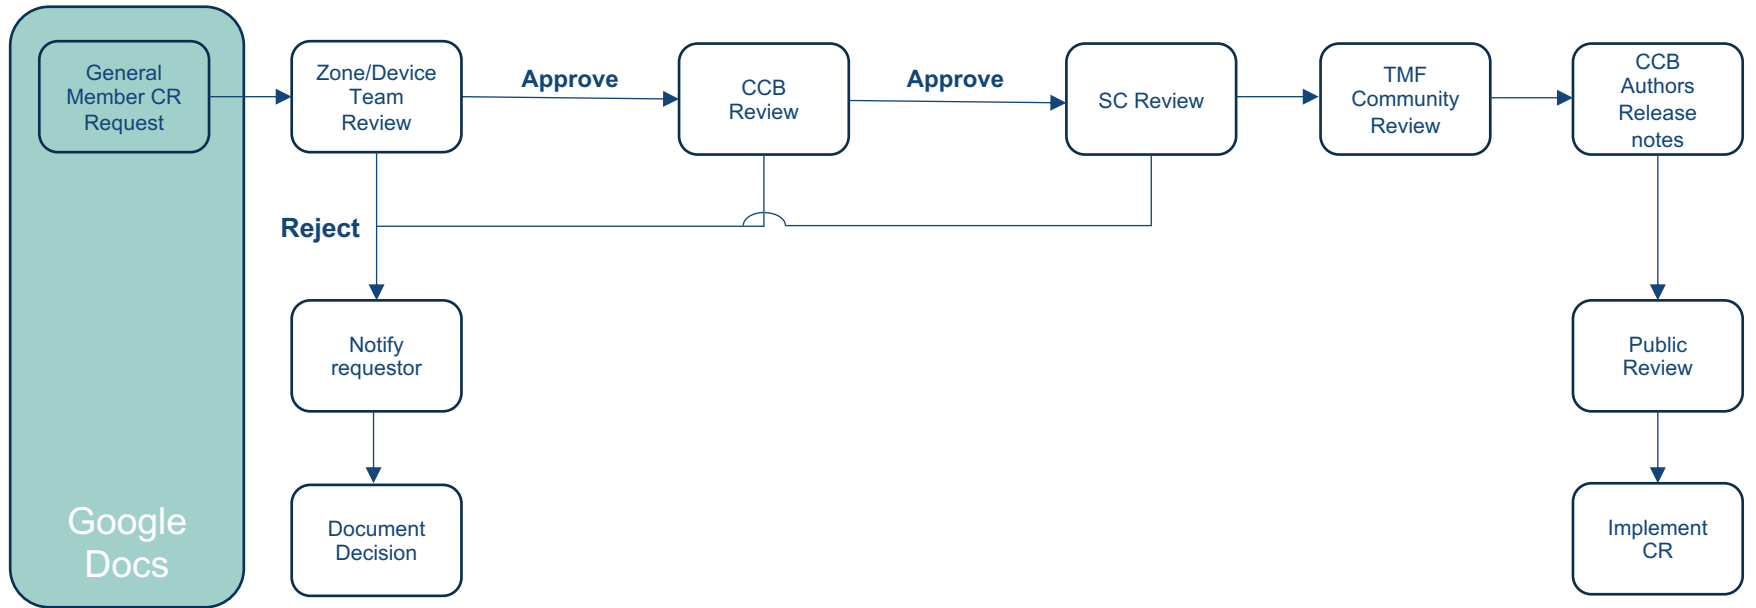 General
Member CR
Request
Zone/Device
Team
Review
Approve
CCB
Review
Approve
SC Review
TMF
Community
Review
CCB
Authors
Release
notes
Reject
Notify
requestor
Public
Review
Google
Docs
Document
Decision
Implement
CR